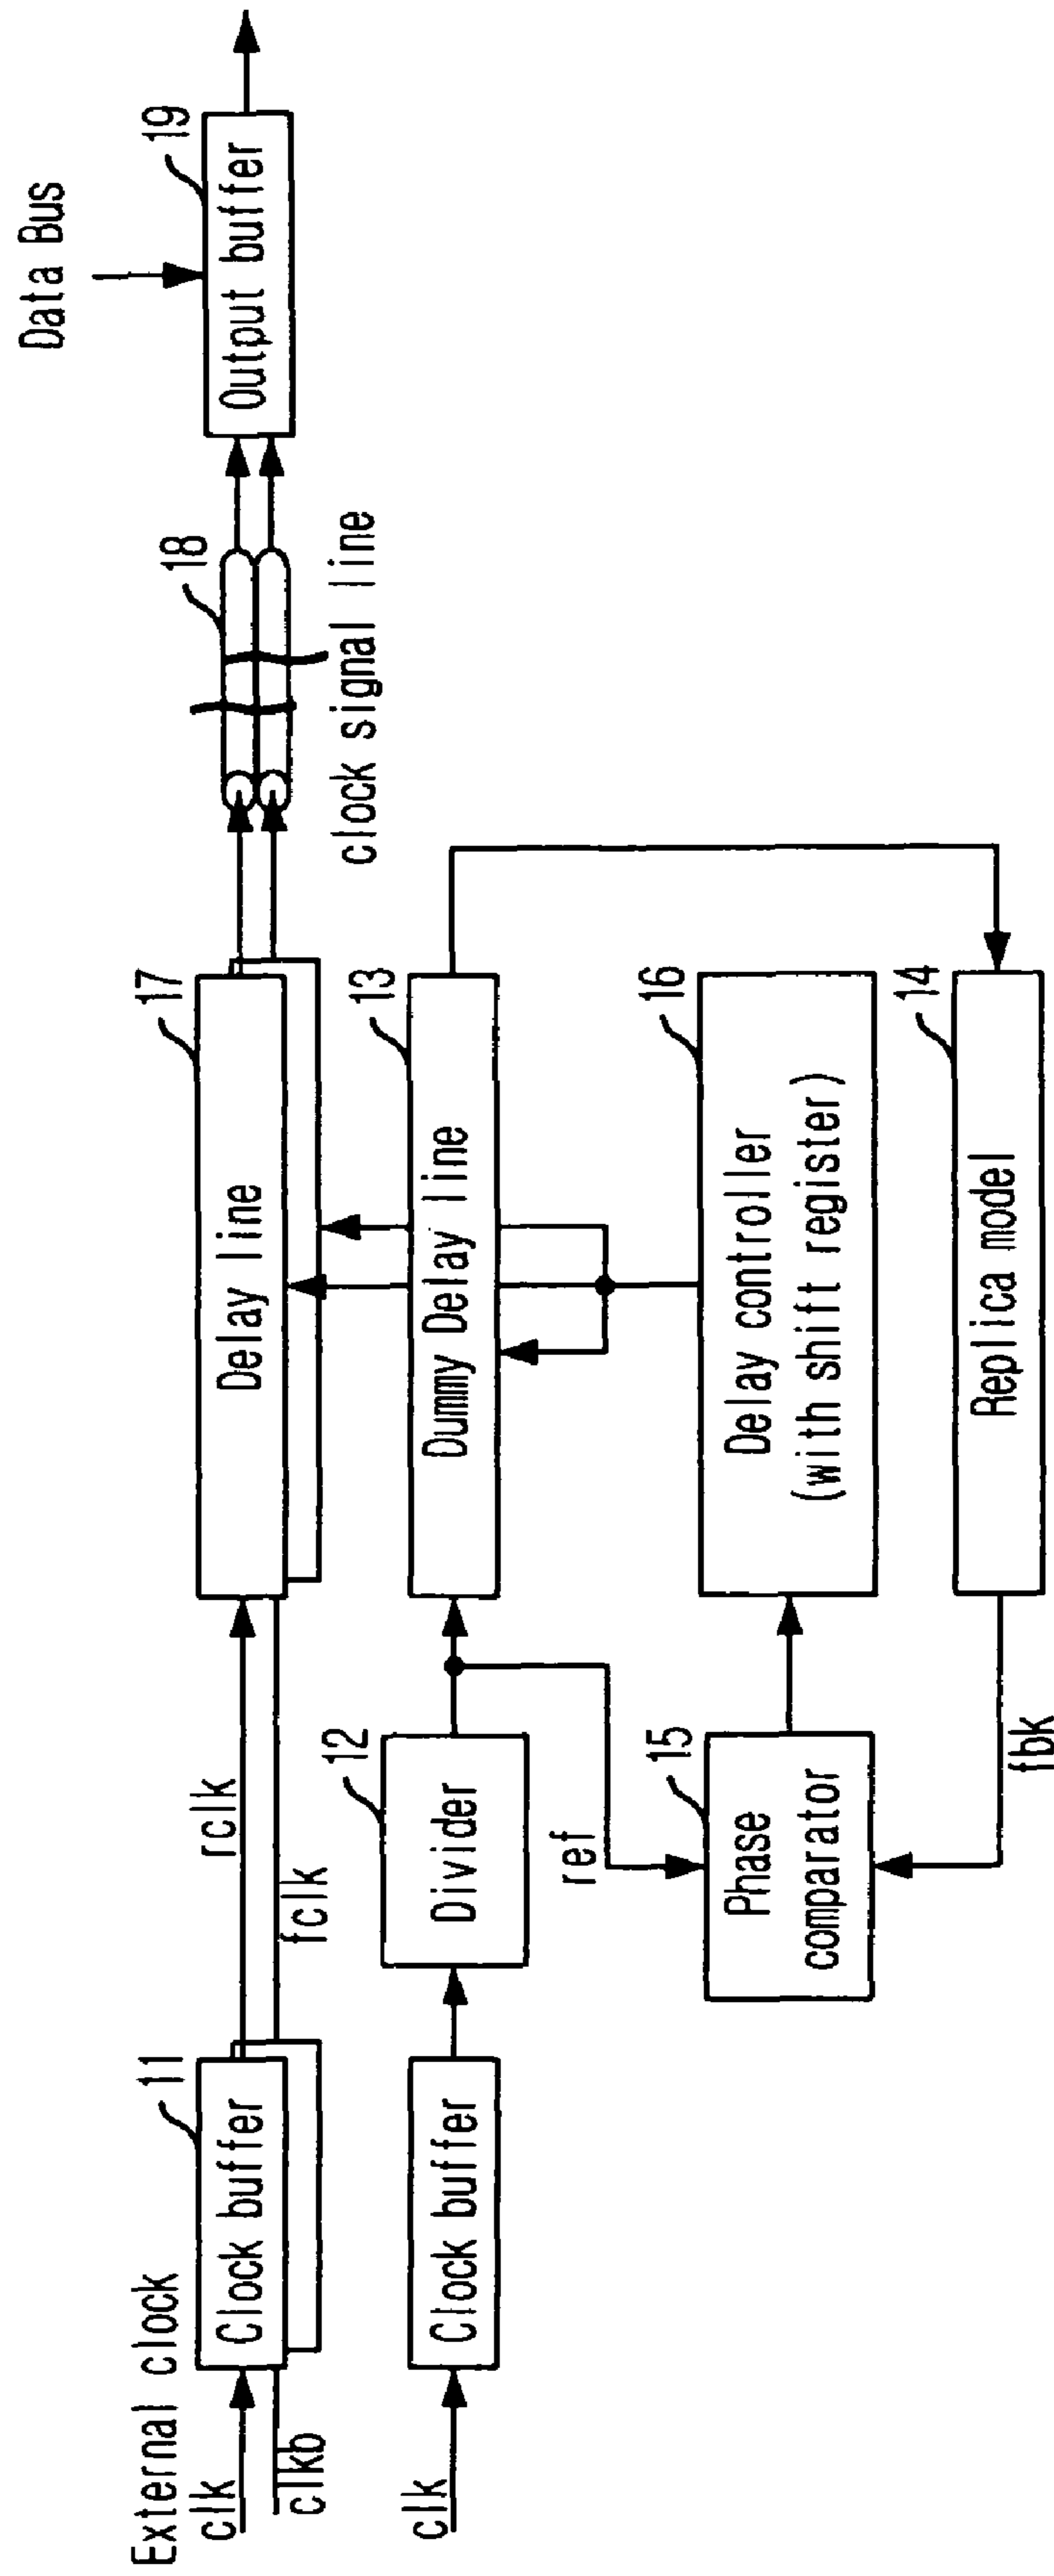 External clock
clk
clkb
11
Clock buffer
rclk
fclk
17
Delay line
18
clock signal line
Data Bus
19
Output buffer
clk
Clock buffer
12
Divider
ref
13
Dummy Delay line
15
Phase
comparator
16
Delay controller
(with shift register)
fbk
14
Replica model